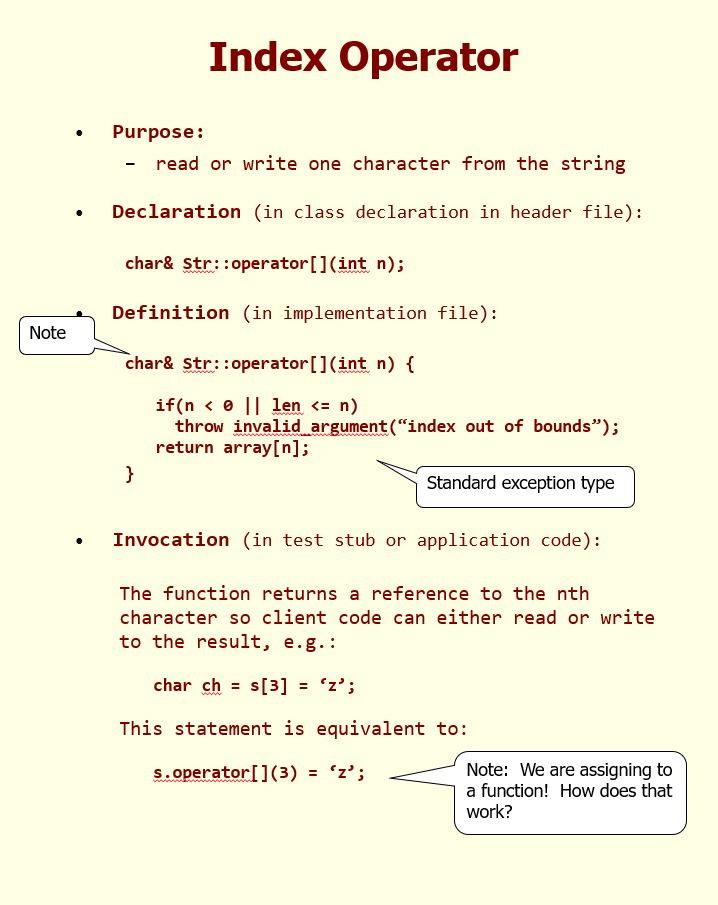 Index Operator
• Purpose:
– read or write one character from the string
• Declaration (in class declaration in header file):
char& Str::operator[](int n);
• Definition (in implementation file):
Note
char& Str::operator[](int n) {
if(n < 0 || len <= n)
throw invalid_argument(“index out of bounds”);
return array[n];
}
Standard exception type
• Invocation (in test stub or application code):
The function returns a reference to the nth
character so client code can either read or write
to the result, e.g.:
char ch = s[3] = ‘z’;
This statement is equivalent to:
s.operator[](3) = ‘z’;
Note: We are assigning to
a function! How does that
work?